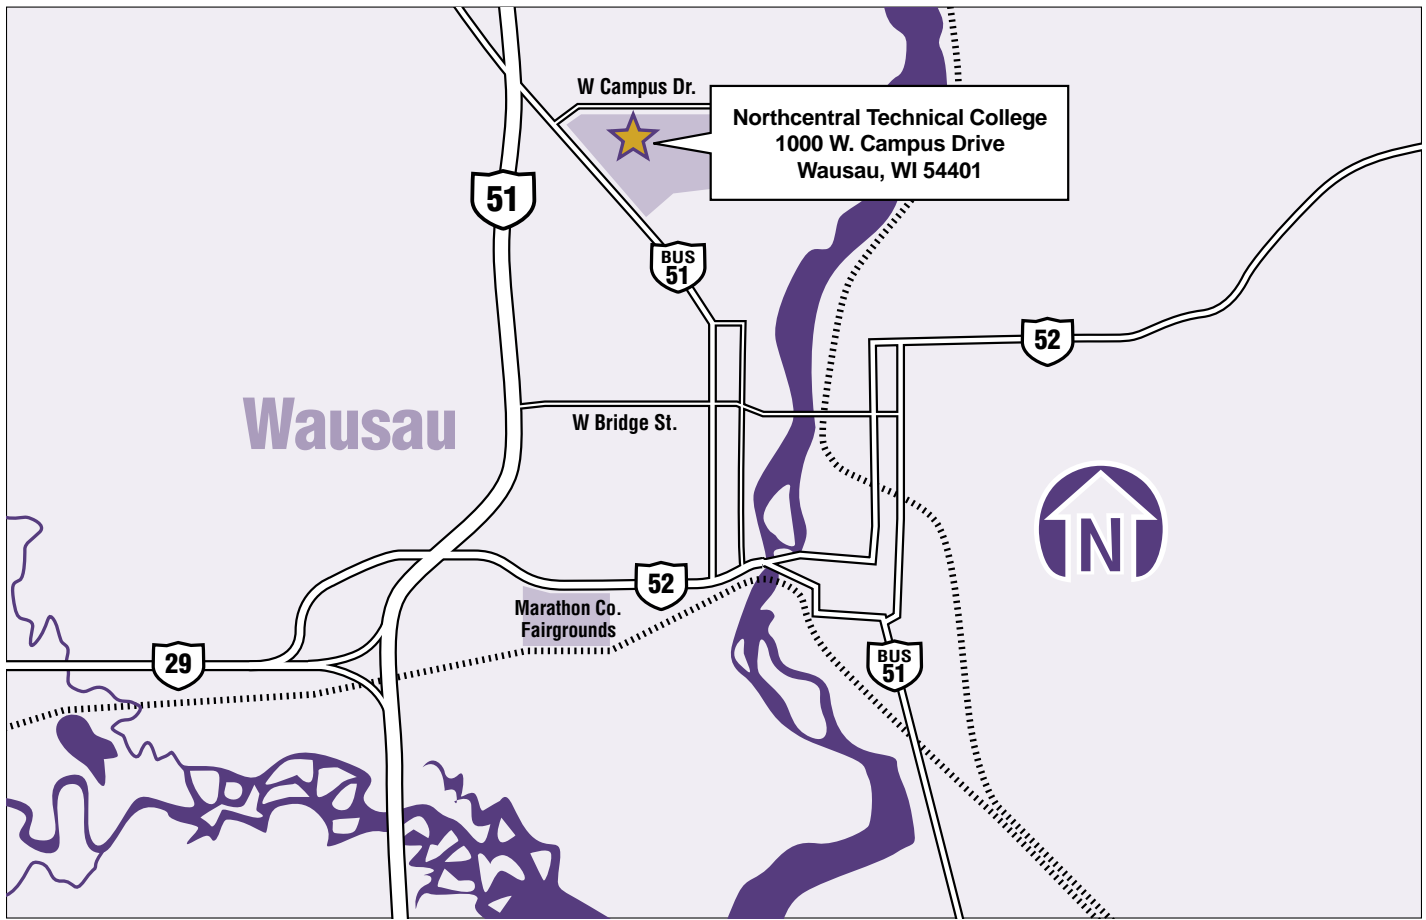 W Campus Dr.
Northcentral Technical College
1000 W. Campus Drive
Wausau, WI 54401
51
BUS
51
52
Wausau
W Bridge St.
N
52
Marathon Co.
Fairgrounds
29
BUS
51